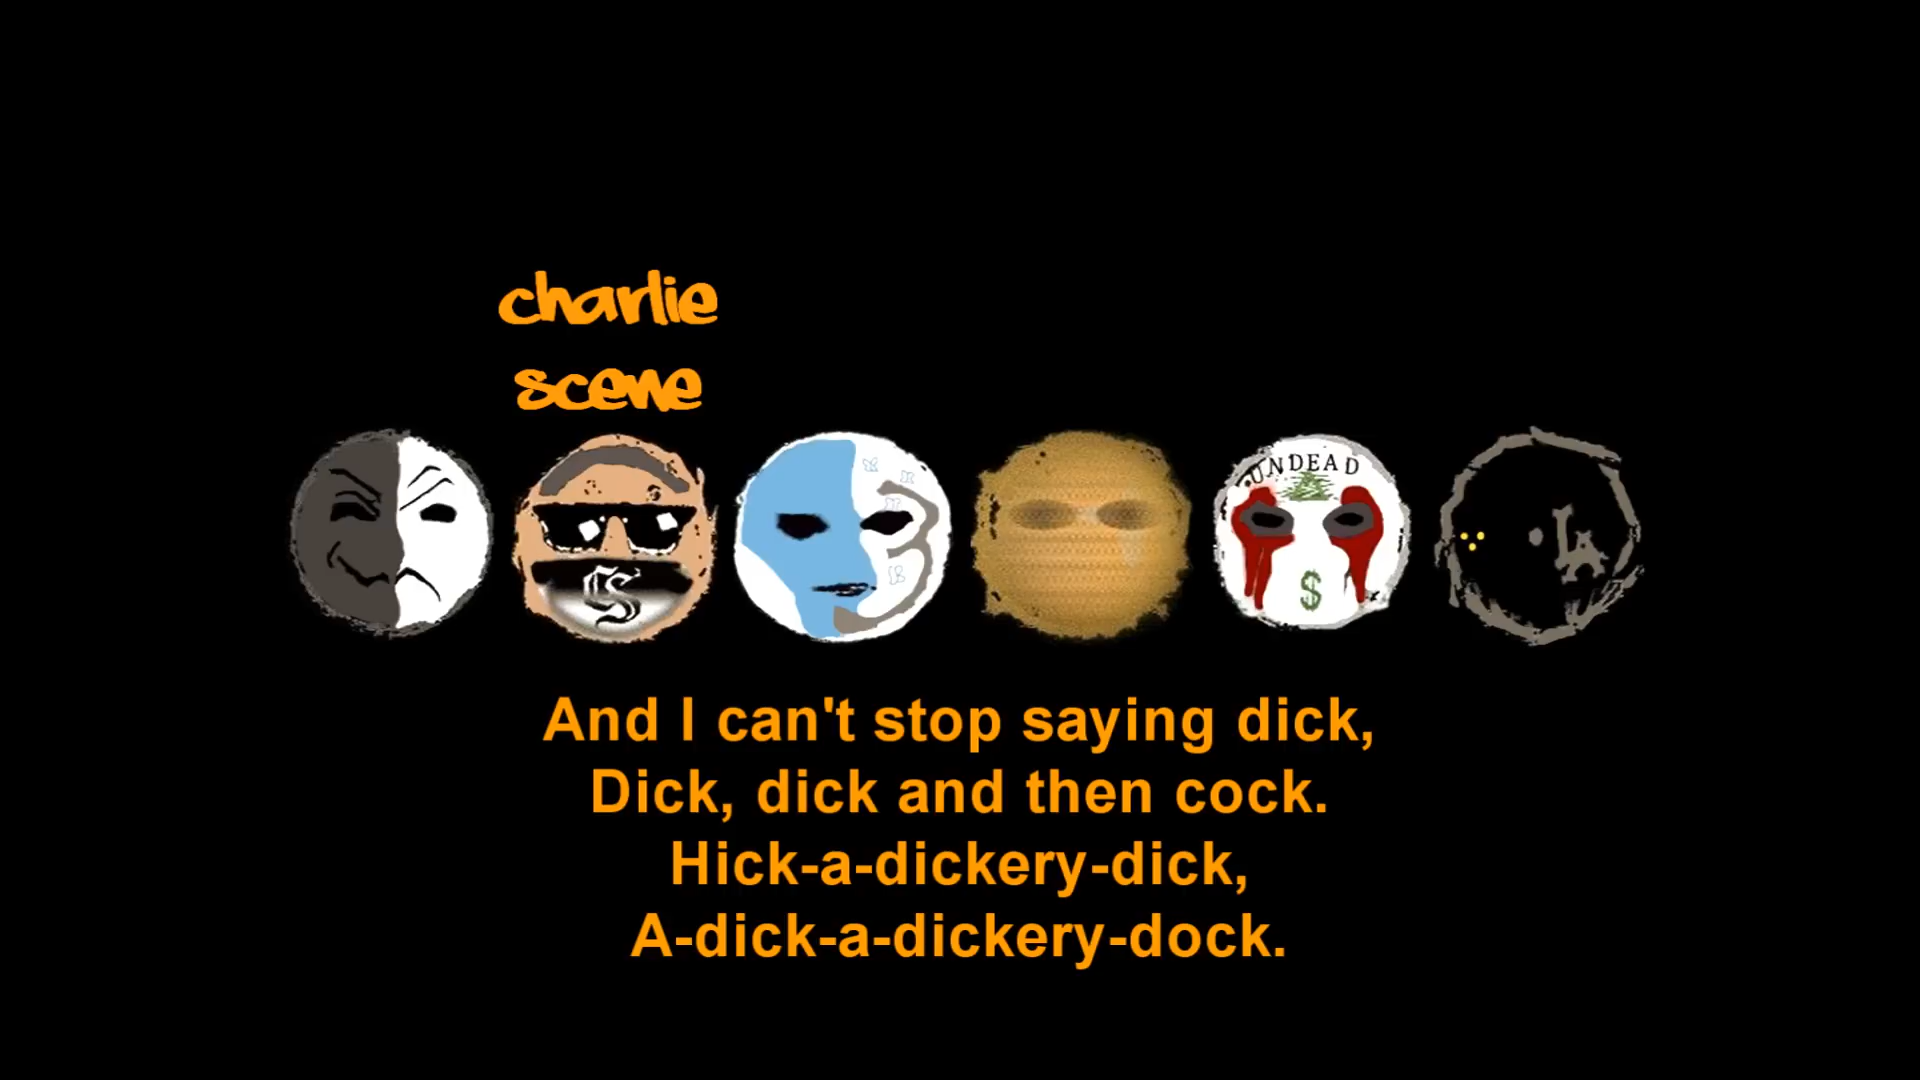 charlie
scene
UNDEAD
S
$
LA
And I can't stop saying dick,
Dick, dick and then cock.
Hick-a-dickery-dick,
A-dick-a-dickery-dock.